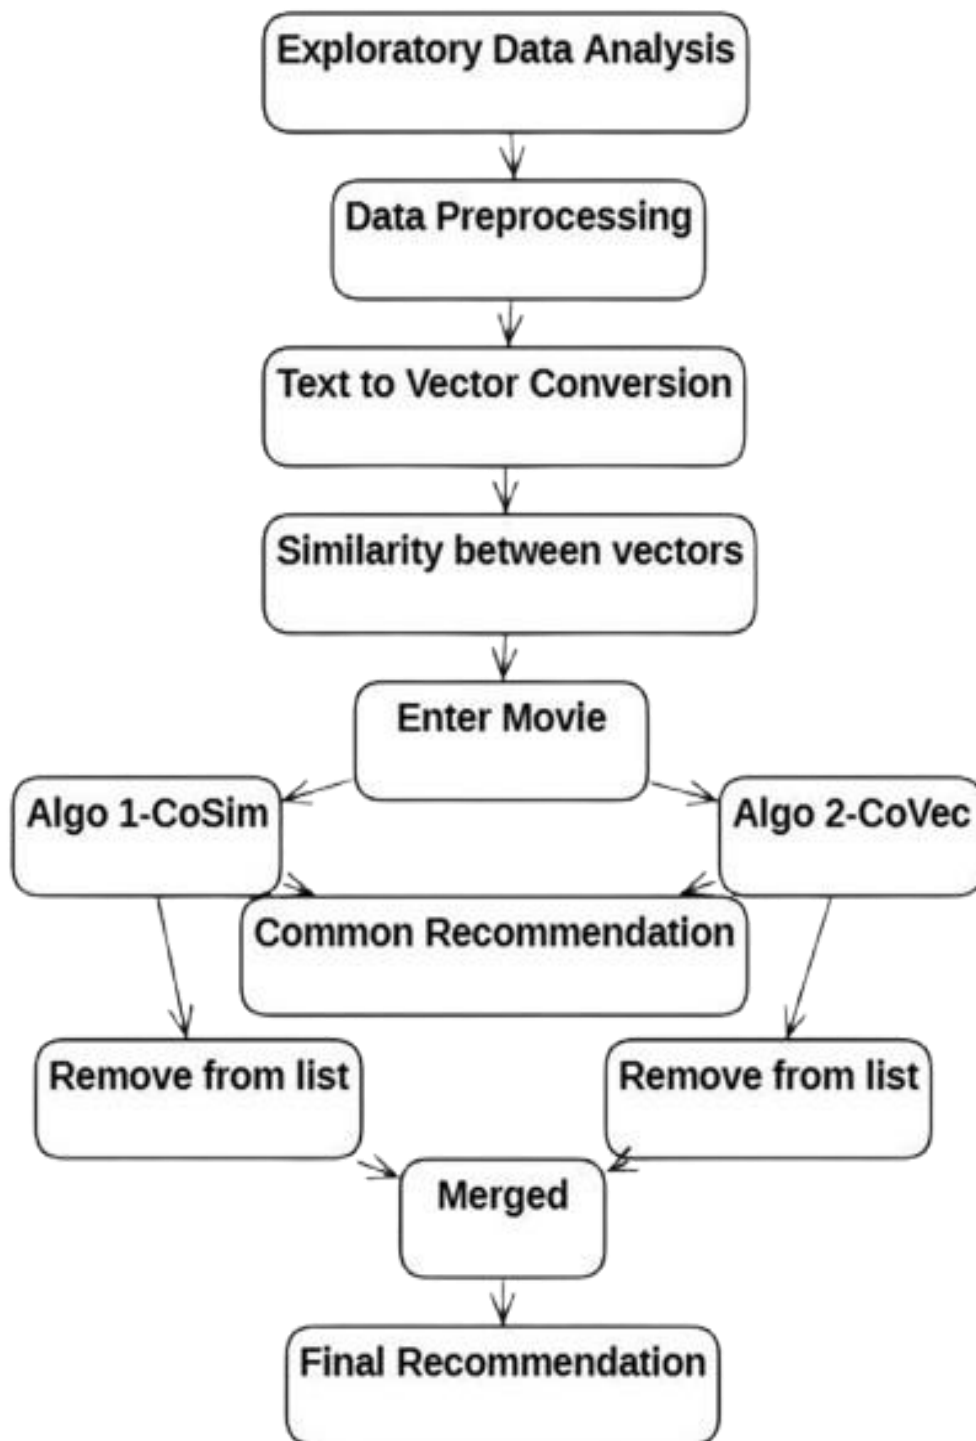 Exploratory Data Analysis
Data Preprocessing
Text to Vector Conversion
Similarity between vectors
Enter Movie
Algo 1-CoSim
Algo 2-CoVec
Common Recommendation
Remove from list
Remove from list
Merged
Final Recommendation